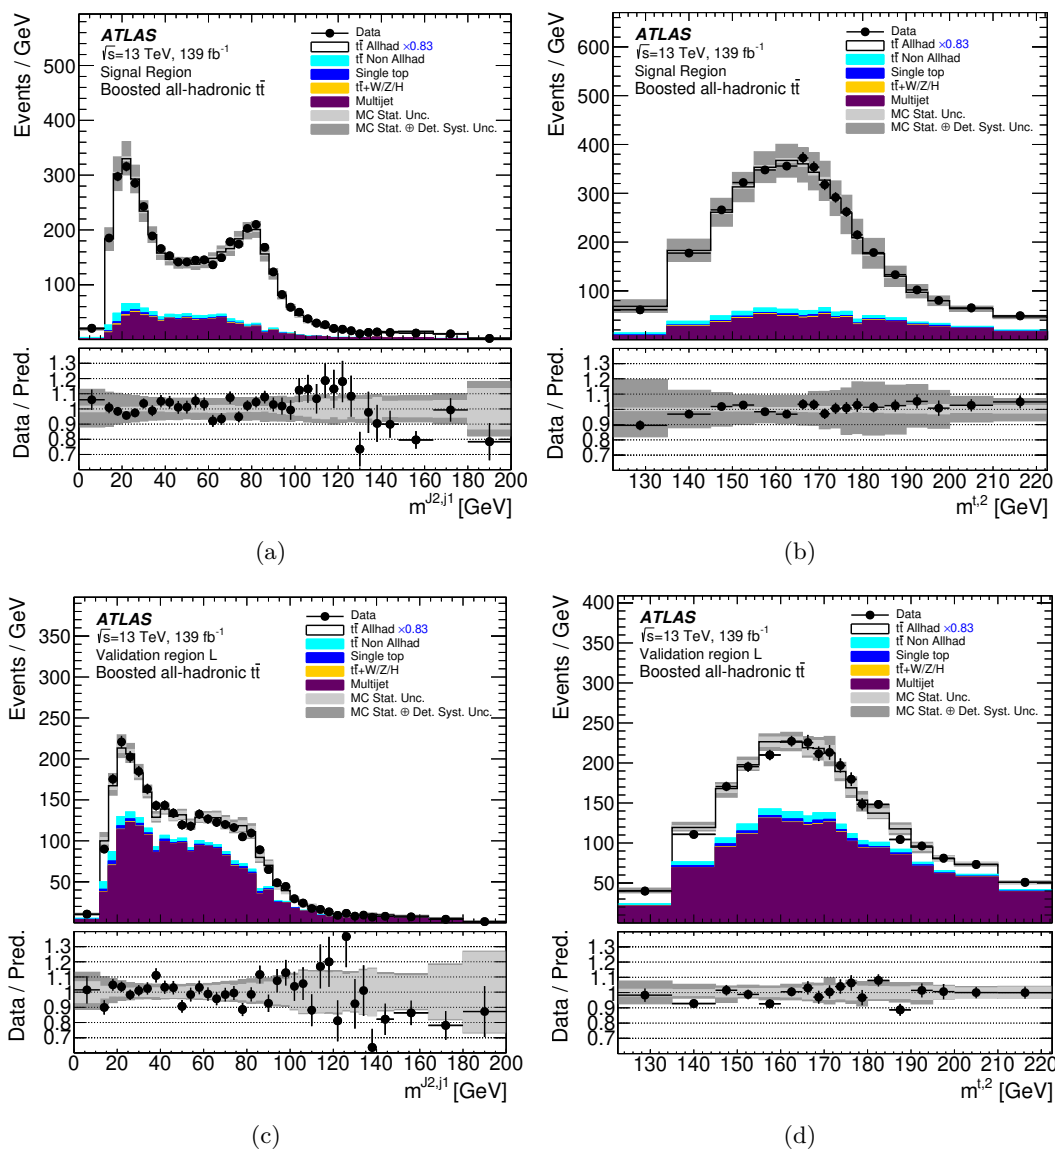 Events / GeV
ATLAS
√s=13 TeV, 139 fb-1
Signal Region
Boosted all-hadronic tt̄
Data
tt̄ Allhad ×0.83
tt̄ Non Allhad
Single top
tt̄+W/Z/H
Multijet
MC Stat. Unc.
MC Stat. ⊕ Det. Syst. Unc.
500
400
300
200
100
Data / Pred.
1.3
1.2
1.1
1
0.9
0.8
0.7
0 20 40 60 80 100 120 140 160 180 200
m^J2,j1 [GeV]
(a)
Events / GeV
ATLAS
√s=13 TeV, 139 fb-1
Signal Region
Boosted all-hadronic tt̄
Data
tt̄ Allhad ×0.83
tt̄ Non Allhad
Single top
tt̄+W/Z/H
Multijet
MC Stat. Unc.
MC Stat. ⊕ Det. Syst. Unc.
600
500
400
300
200
100
Data / Pred.
1.3
1.2
1.1
1
0.9
0.8
0.7
130 140 150 160 170 180 190 200 210 220
m^t,2 [GeV]
(b)
Events / GeV
ATLAS
√s=13 TeV, 139 fb-1
Validation region L
Boosted all-hadronic tt̄
Data
tt̄ Allhad ×0.83
tt̄ Non Allhad
Single top
tt̄+W/Z/H
Multijet
MC Stat. Unc.
MC Stat. ⊕ Det. Syst. Unc.
350
300
250
200
150
100
50
Data / Pred.
1.3
1.2
1.1
1
0.9
0.8
0.7
0 20 40 60 80 100 120 140 160 180 200
m^J2,j1 [GeV]
(c)
Events / GeV
ATLAS
√s=13 TeV, 139 fb-1
Validation region L
Boosted all-hadronic tt̄
Data
tt̄ Allhad ×0.83
tt̄ Non Allhad
Single top
tt̄+W/Z/H
Multijet
MC Stat. Unc.
MC Stat. ⊕ Det. Syst. Unc.
400
350
300
250
200
150
100
50
Data / Pred.
1.3
1.2
1.1
1
0.9
0.8
0.7
130 140 150 160 170 180 190 200 210 220
m^t,2 [GeV]
(d)